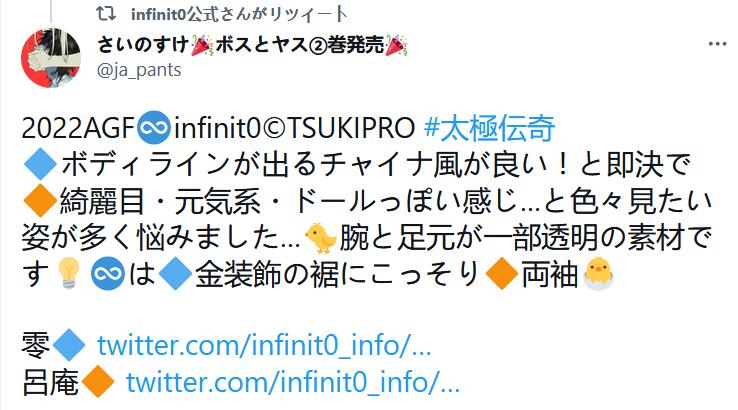 infinit0公式さんがリツイート
さいのすけ🎉ボスとヤス②巻発売🎉
@ja_pants
2022AGF♾️infinit0©TSUKIPRO #太極伝奇
🔷ボディラインが出るチャイナ風が良い！と即決で
🔶綺麗目・元気系・ドールっぽい感じ...と色々見たい
姿が多く悩みました...🐤腕と足元が一部透明の素材で
す💡♾️は🔷金装飾の裾にこっそり🔶両袖🐣
零🔷 twitter.com/infinit0_info/...
呂庵🔶 twitter.com/infinit0_info/...